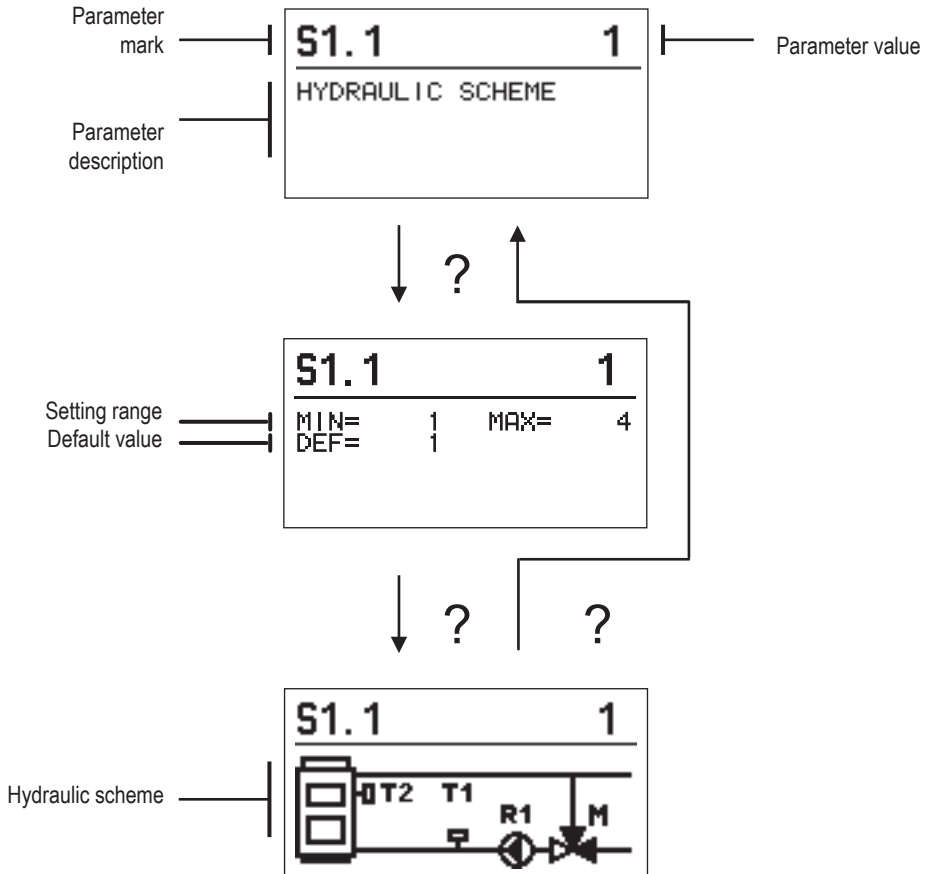 Parameter
mark
S1.1 1
Parameter value
HYDRAULIC SCHEME
Parameter
description
?
S1.1 1
Setting range
MIN= 1 MAX= 4
Default value
DEF= 1
? ?
S1.1 1
Hydraulic scheme
T2 T1
R1 M